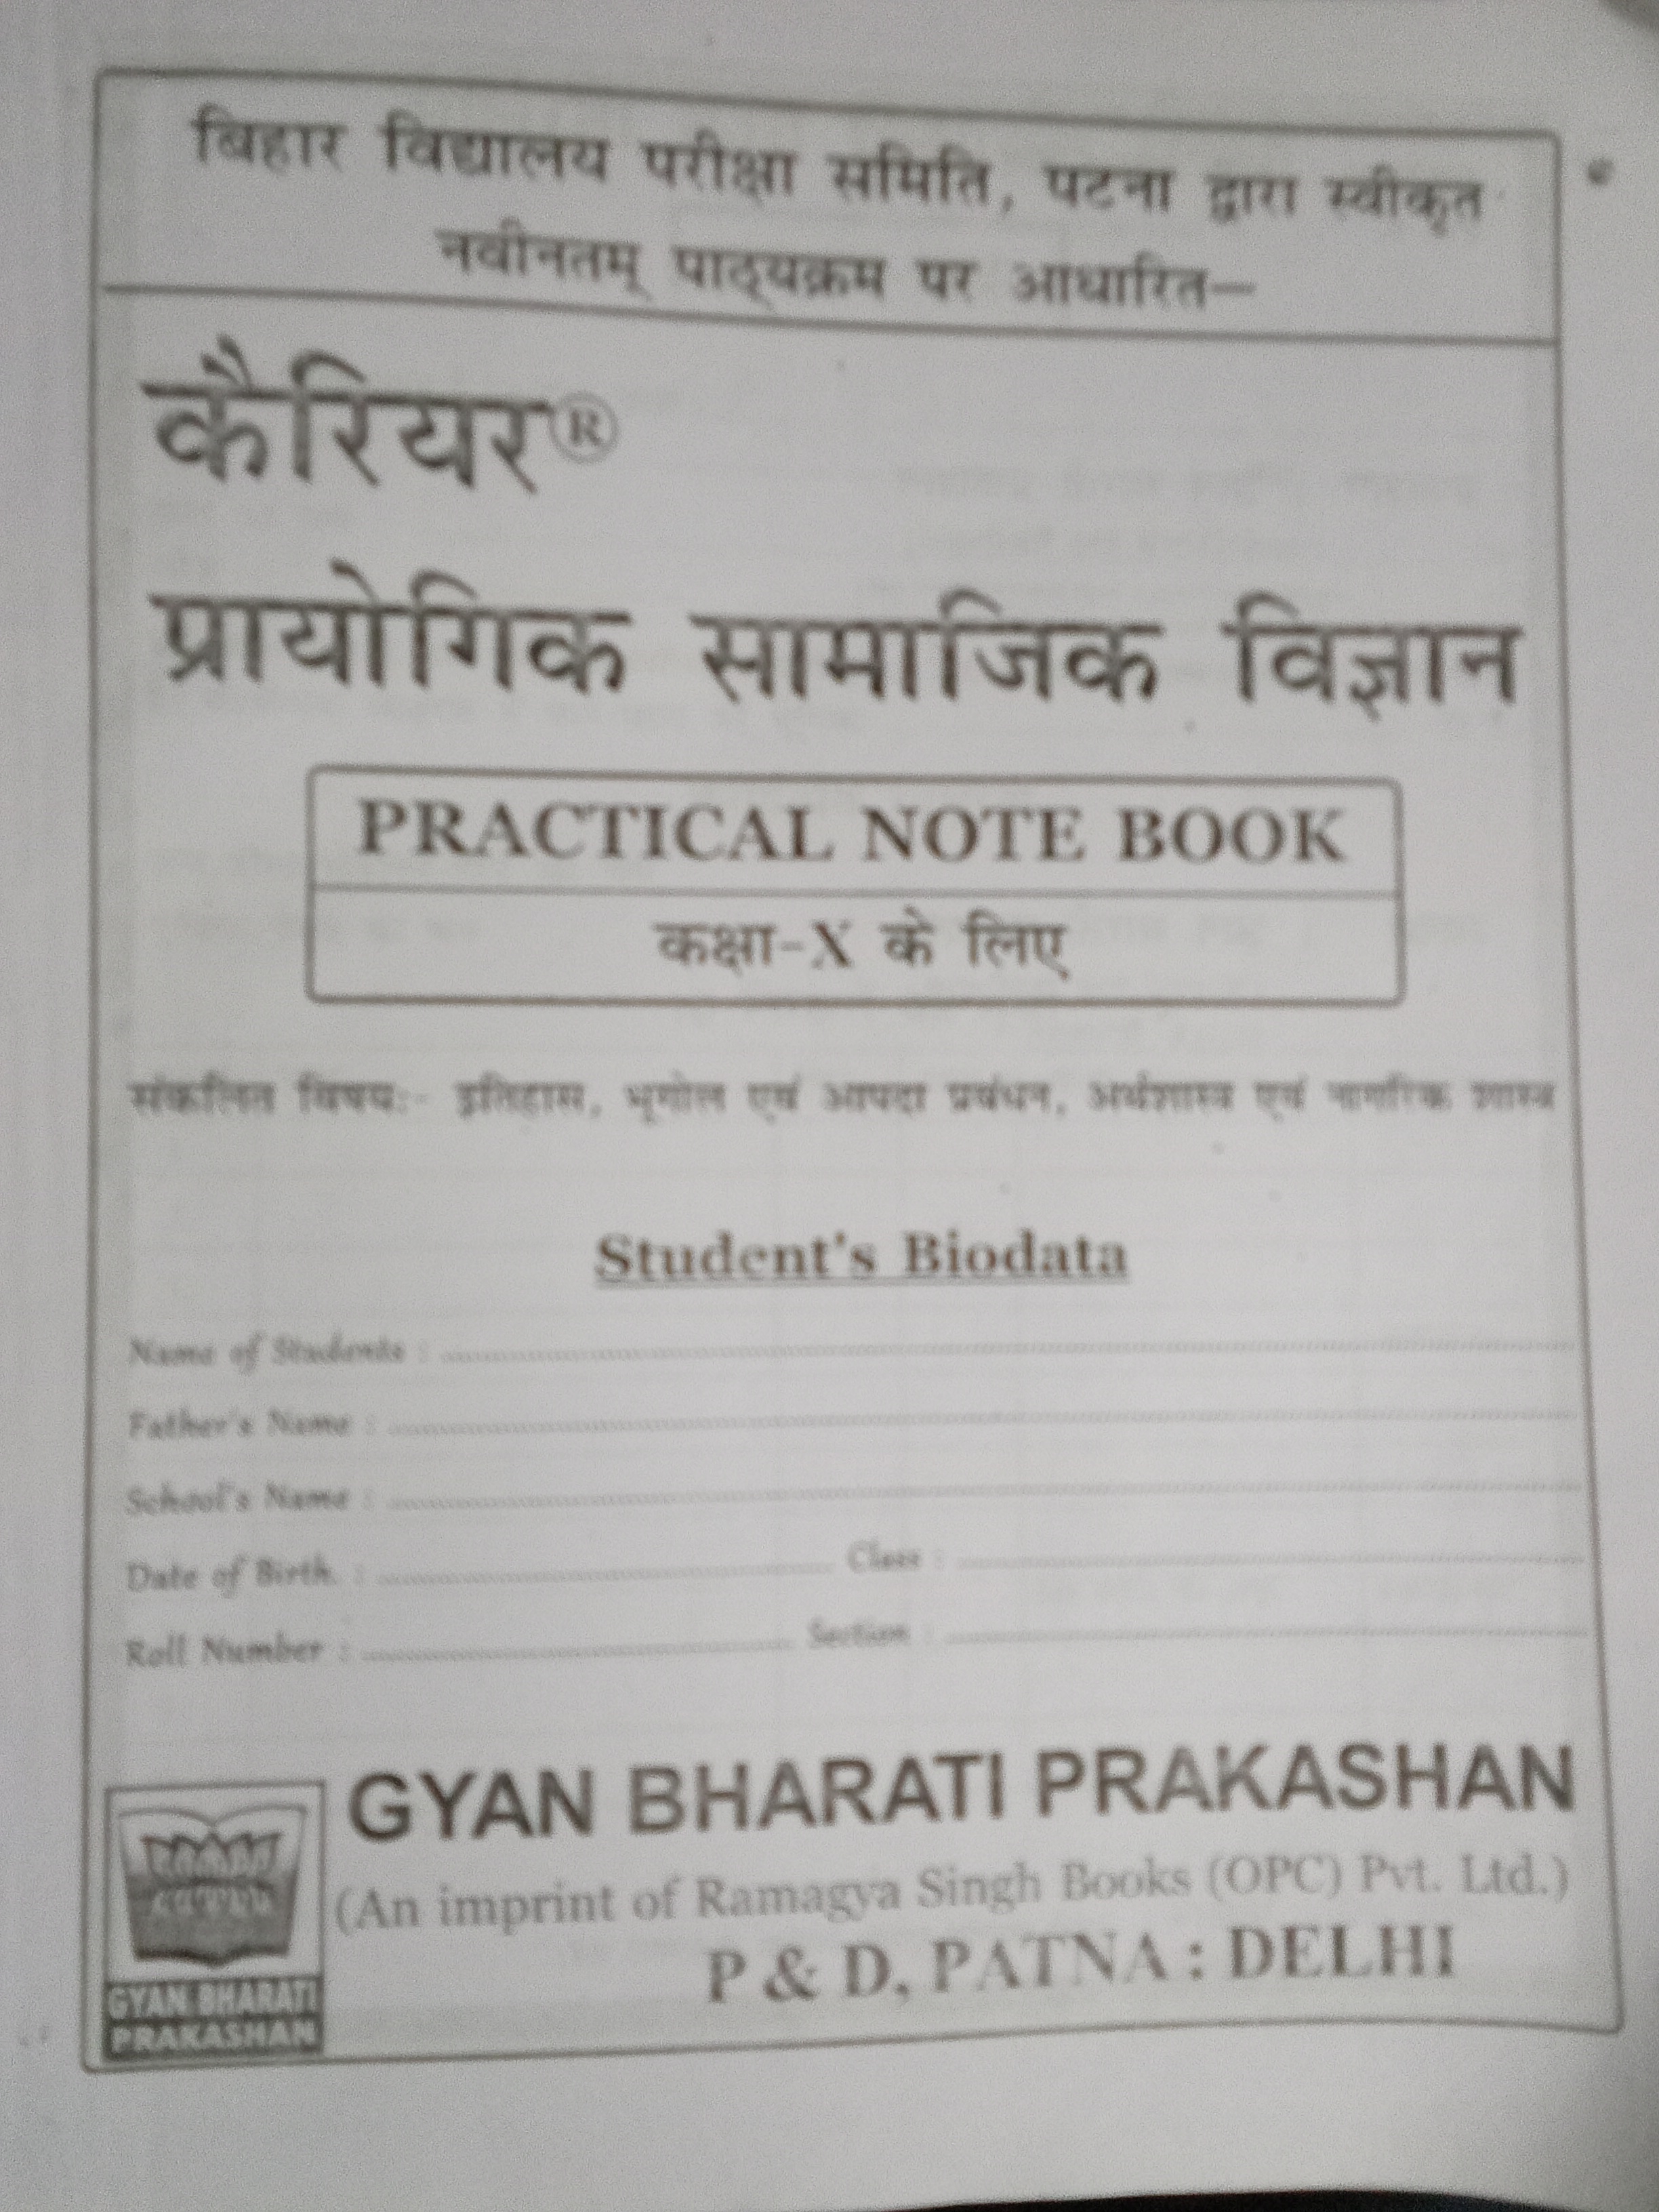 बिहार विद्यालय परीक्षा समिति, पटना द्वारा स्वीकृत
नवीनतम् पाठ्यक्रम पर आधारित—
कैरियर®
प्रायोगिक सामाजिक विज्ञान
PRACTICAL NOTE BOOK
कक्षा-X के लिए
संकलित विषय:- इतिहास, भूगोल एवं आपदा प्रबंधन, अर्थशास्त्र एवं नागरिक शास्त्र
Student's Biodata
Name of Students :
Father's Name :
School's Name :
Date of Birth. : Class :
Roll Number : Section :
GYAN BHARATI PRAKASHAN
(An imprint of Ramagya Singh Books (OPC) Pvt. Ltd.)
P & D, PATNA : DELHI
GYAN BHARATI
PRAKASHAN